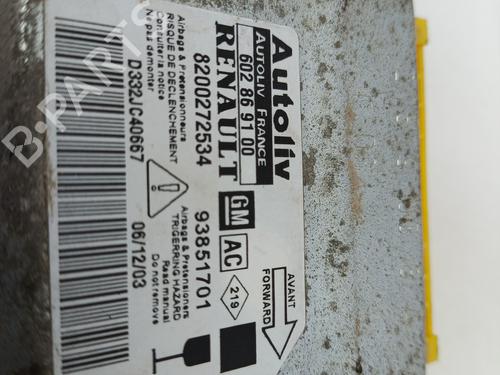 Autoliv
AUTOLIV FRANCE
602 86 91 00
RENAULT
8200272534
Airbags & Pretensionneurs
RISQUE DE DECLENCHEMENT
Consulter la notice
Ne pas demonter
D332JC40667
GM
AC
219
93851701
Airbags & Pretensioners
TRIGERRING HAZARD
Read manual
Do not remove
06/12/03
AVANT
FORWARD
B-PARTS